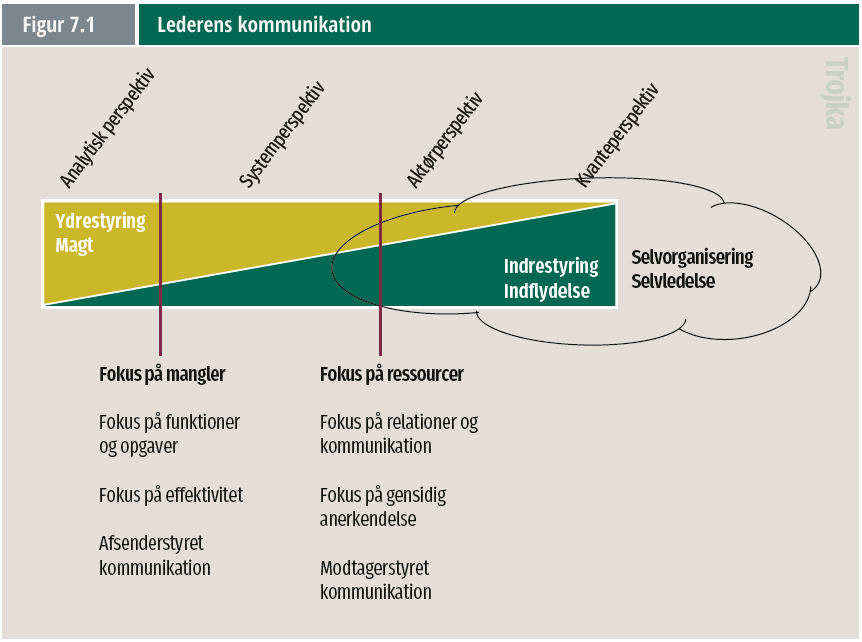 Figur 7.1
Lederens kommunikation
Trojka
Analytisk perspektiv
Systemperspektiv
Aktørperspektiv
Kvanteperspektiv
Ydrestyring
Magt
Indrestyring
Indflydelse
Selvorganisering
Selvledelse
Fokus på mangler
Fokus på funktioner
og opgaver
Fokus på effektivitet
Afsenderstyret
kommunikation
Fokus på ressourcer
Fokus på relationer og
kommunikation
Fokus på gensidig
anerkendelse
Modtagerstyret
kommunikation